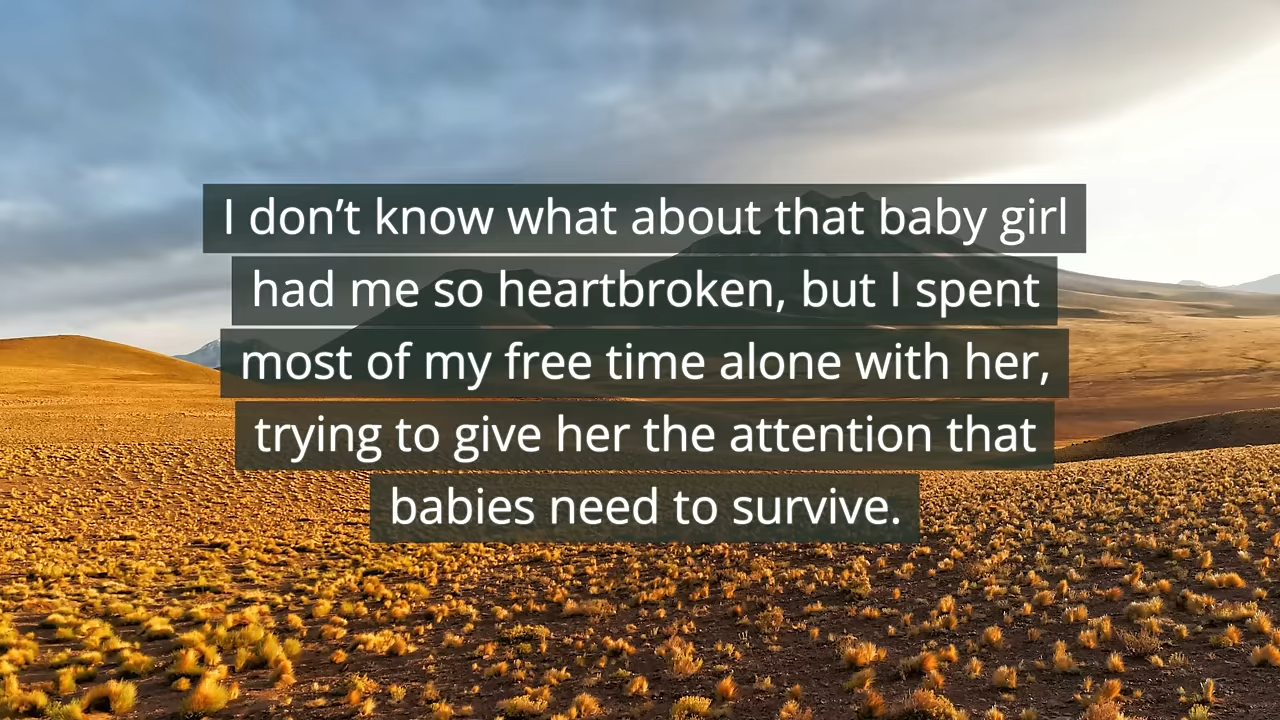 I don’t know what about that baby girl
had me so heartbroken, but I spent
most of my free time alone with her,
trying to give her the attention that
babies need to survive.